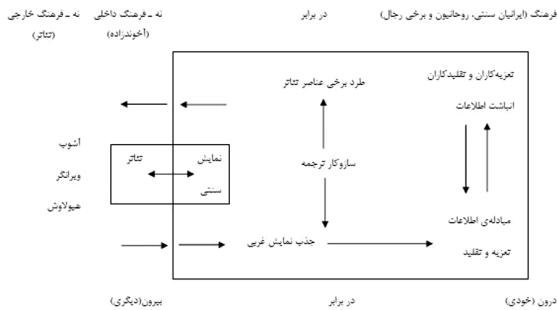 فرهنگ (ایرانیان سنتی، روحانیون و برخی رجال)
در برابر
نه ـ فرهنگ داخلی
(آخوندزاده)
نه ـ فرهنگ خارجی
(تئاتر)
تعزیه‌کاران و تقلیدکاران
انباشت اطلاعات
طرد برخی عناصر تئاتر
سازوکار ترجمه
نمایش
سنتی
تئاتر
آشوب
ویرانگر
هیولاوش
مبادله‌ی اطلاعات
تعزیه و تقلید
جذب نمایش غربی
درون (خودی)
در برابر
بیرون(دیگری)